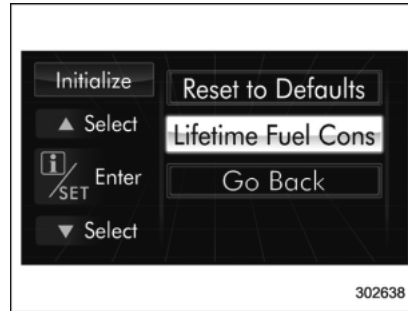 Initialize
Reset to Defaults
▲ Select
Lifetime Fuel Cons
i/SET Enter
Go Back
▼ Select
302638